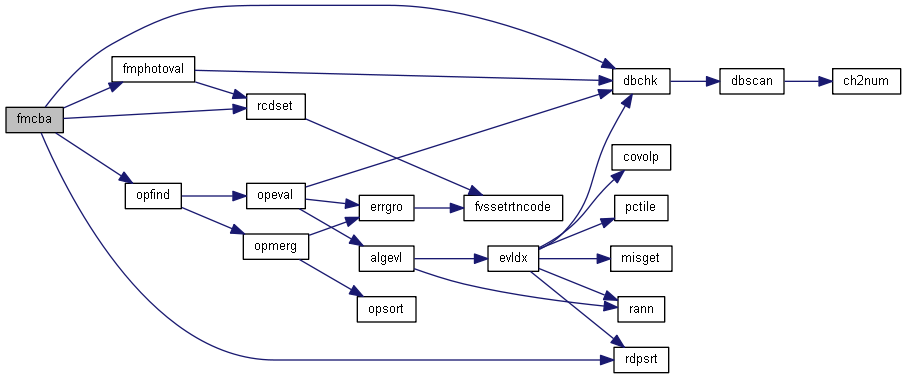 fmcba
fmphotoval
rcdset
opfind
opeval
opmerg
errgro
algevl
opsort
fvssetrtncode
evldx
dbchk
covolp
pctile
misget
rann
rdpsrt
dbscan
ch2num